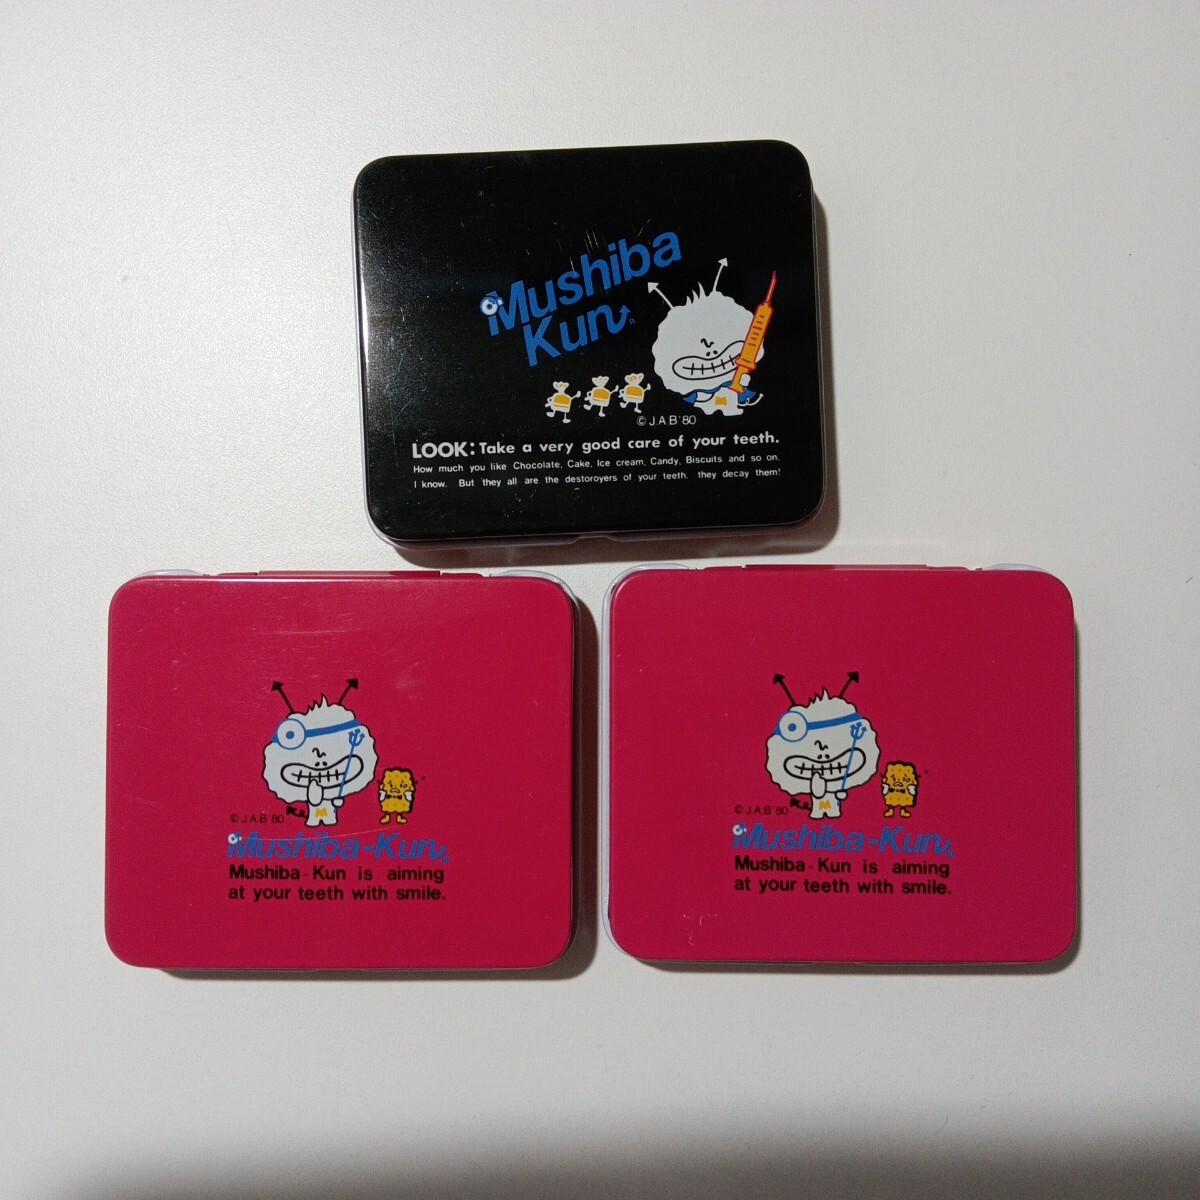 Mushiba
Kun
®
© J.A.B '80
LOOK: Take a very good care of your teeth.
How much you like Chocolate, Cake, Ice cream, Candy, Biscuits and so on,
I know. But they all are the destoroyers of your teeth. they decay them!
M
M
© J.A.B '80
Mushiba-Kun
Mushiba-Kun is aiming
at your teeth with smile.
M
© J.A.B '80
Mushiba-Kun
Mushiba-Kun is aiming
at your teeth with smile.